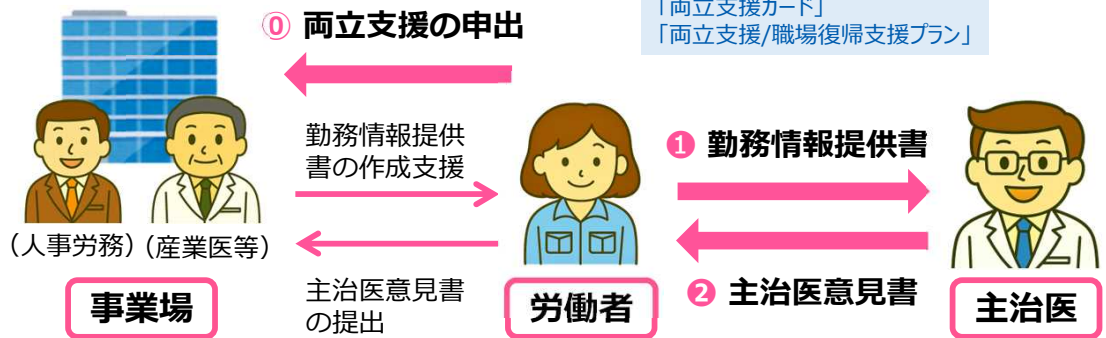 「両立支援カード」
「両立支援/職場復帰支援プラン」
⓪ 両立支援の申出
勤務情報提供
書の作成支援
❶ 勤務情報提供書
(人事労務)
(産業医等)
主治医意見書
の提出
❷ 主治医意見書
事業場
労働者
主治医